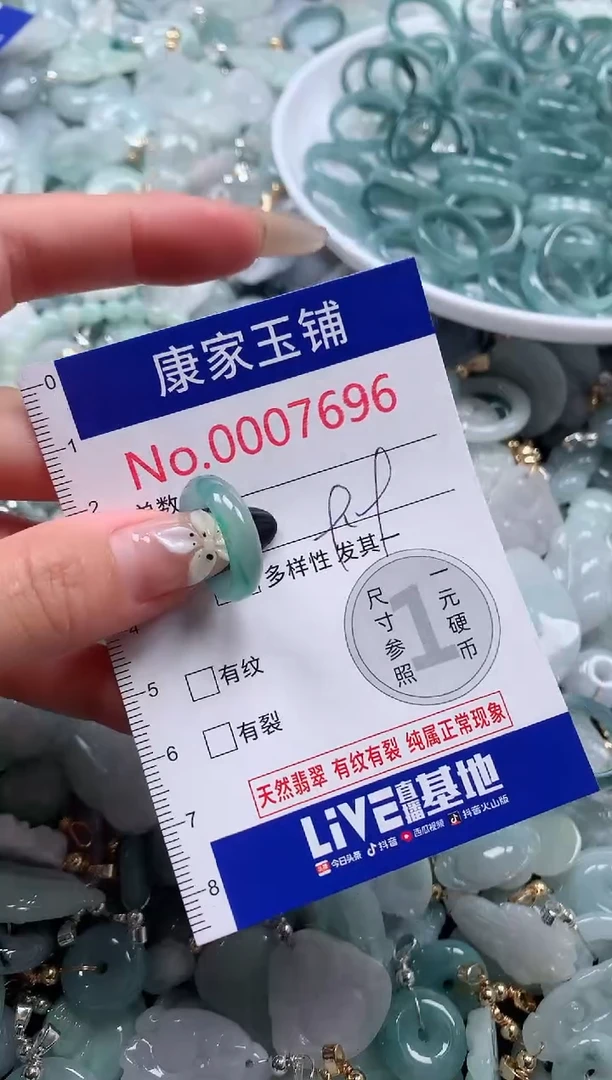 0
康家玉铺
1
No.0007696
2
总数
多样性 发其一
一元硬币
尺寸参照
1
4
5
有纹
6
有裂
天然翡翠 有纹有裂 纯属正常现象
7
LiVE直播基地
今日头条 抖音 西瓜视频 抖音火山版
8